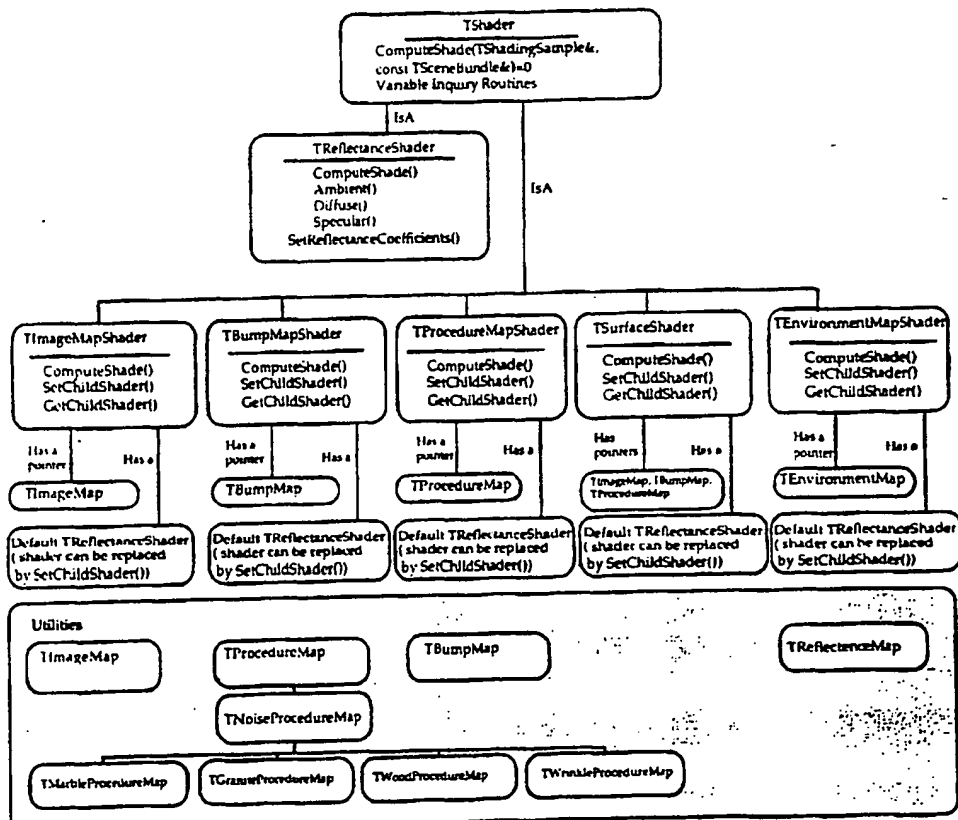 TShader
ComputeShade(TShadingSample&,
const TSceneBundle&)=0
Variable Inquiry Routines
IsA
TReflectanceShader
ComputeShade()
Ambient()
Diffuse()
Specular()
SetReflectanceCoefficients()
IsA
TImageMapShader
ComputeShade()
SetChildShader()
GetChildShader()
TBumpMapShader
ComputeShade()
SetChildShader()
GetChildShader()
TProcedureMapShader
ComputeShade()
SetChildShader()
GetChildShader()
TSurfaceShader
ComputeShade()
SetChildShader()
GetChildShader()
TEnvironmentMapShader
ComputeShade()
SetChildShader()
GetChildShader()
Has a
pointer
Has a
Has a
pointer
Has a
Has a
pointer
Has a
Has
pointers
Has a
Has a
pointer
Has a
TImageMap
TBumpMap
TProcedureMap
TImageMap, TBumpMap,
TProcedureMap
TEnvironmentMap
Default TReflectanceShader
( shader can be replaced
by SetChildShader())
Default TReflectanceShader
( shader can be replaced
by SetChildShader())
Default TReflectanceShader
( shader can be replaced
by SetChildShader())
Default TReflectanceShader
( shader can be replaced
by SetChildShader())
Default TReflectanceShader
( shader can be replaced
by SetChildShader())
Utilities
TImageMap
TProcedureMap
TBumpMap
TReflectenceMap
TNoiseProcedureMap
TMarbleProcedureMap
TGraniteProcedureMap
TWoodProcedureMap
TWrinkleProcedureMap